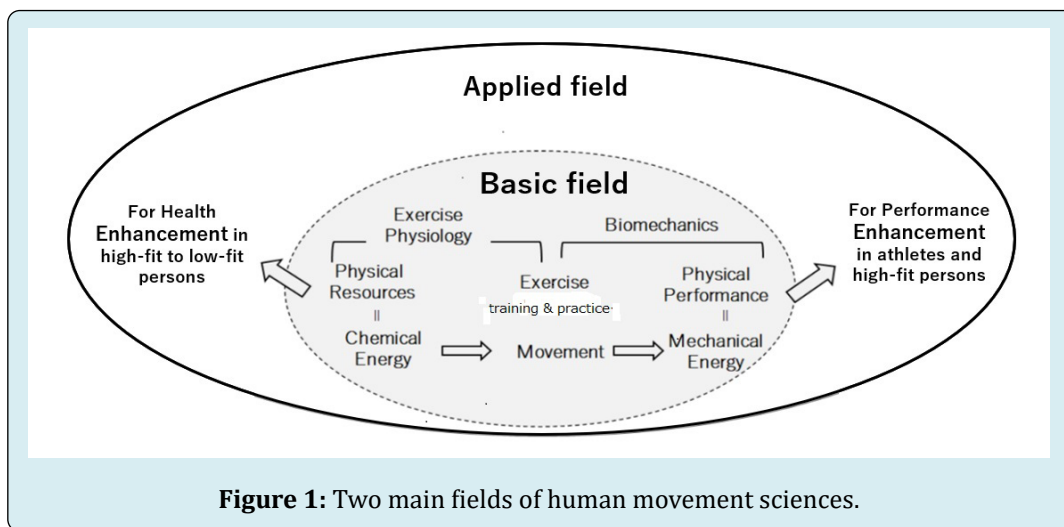 Applied field
Basic field
For Health
Enhancement in
high-fit to low-fit
persons
Exercise
Physiology
Biomechanics
For Performance
Enhancement
in athletes and
high-fit persons
Physical
Resources
Exercise
training & practice
Physical
Performance
=
=
Chemical
Energy
Movement
Mechanical
Energy
Figure 1: Two main fields of human movement sciences.